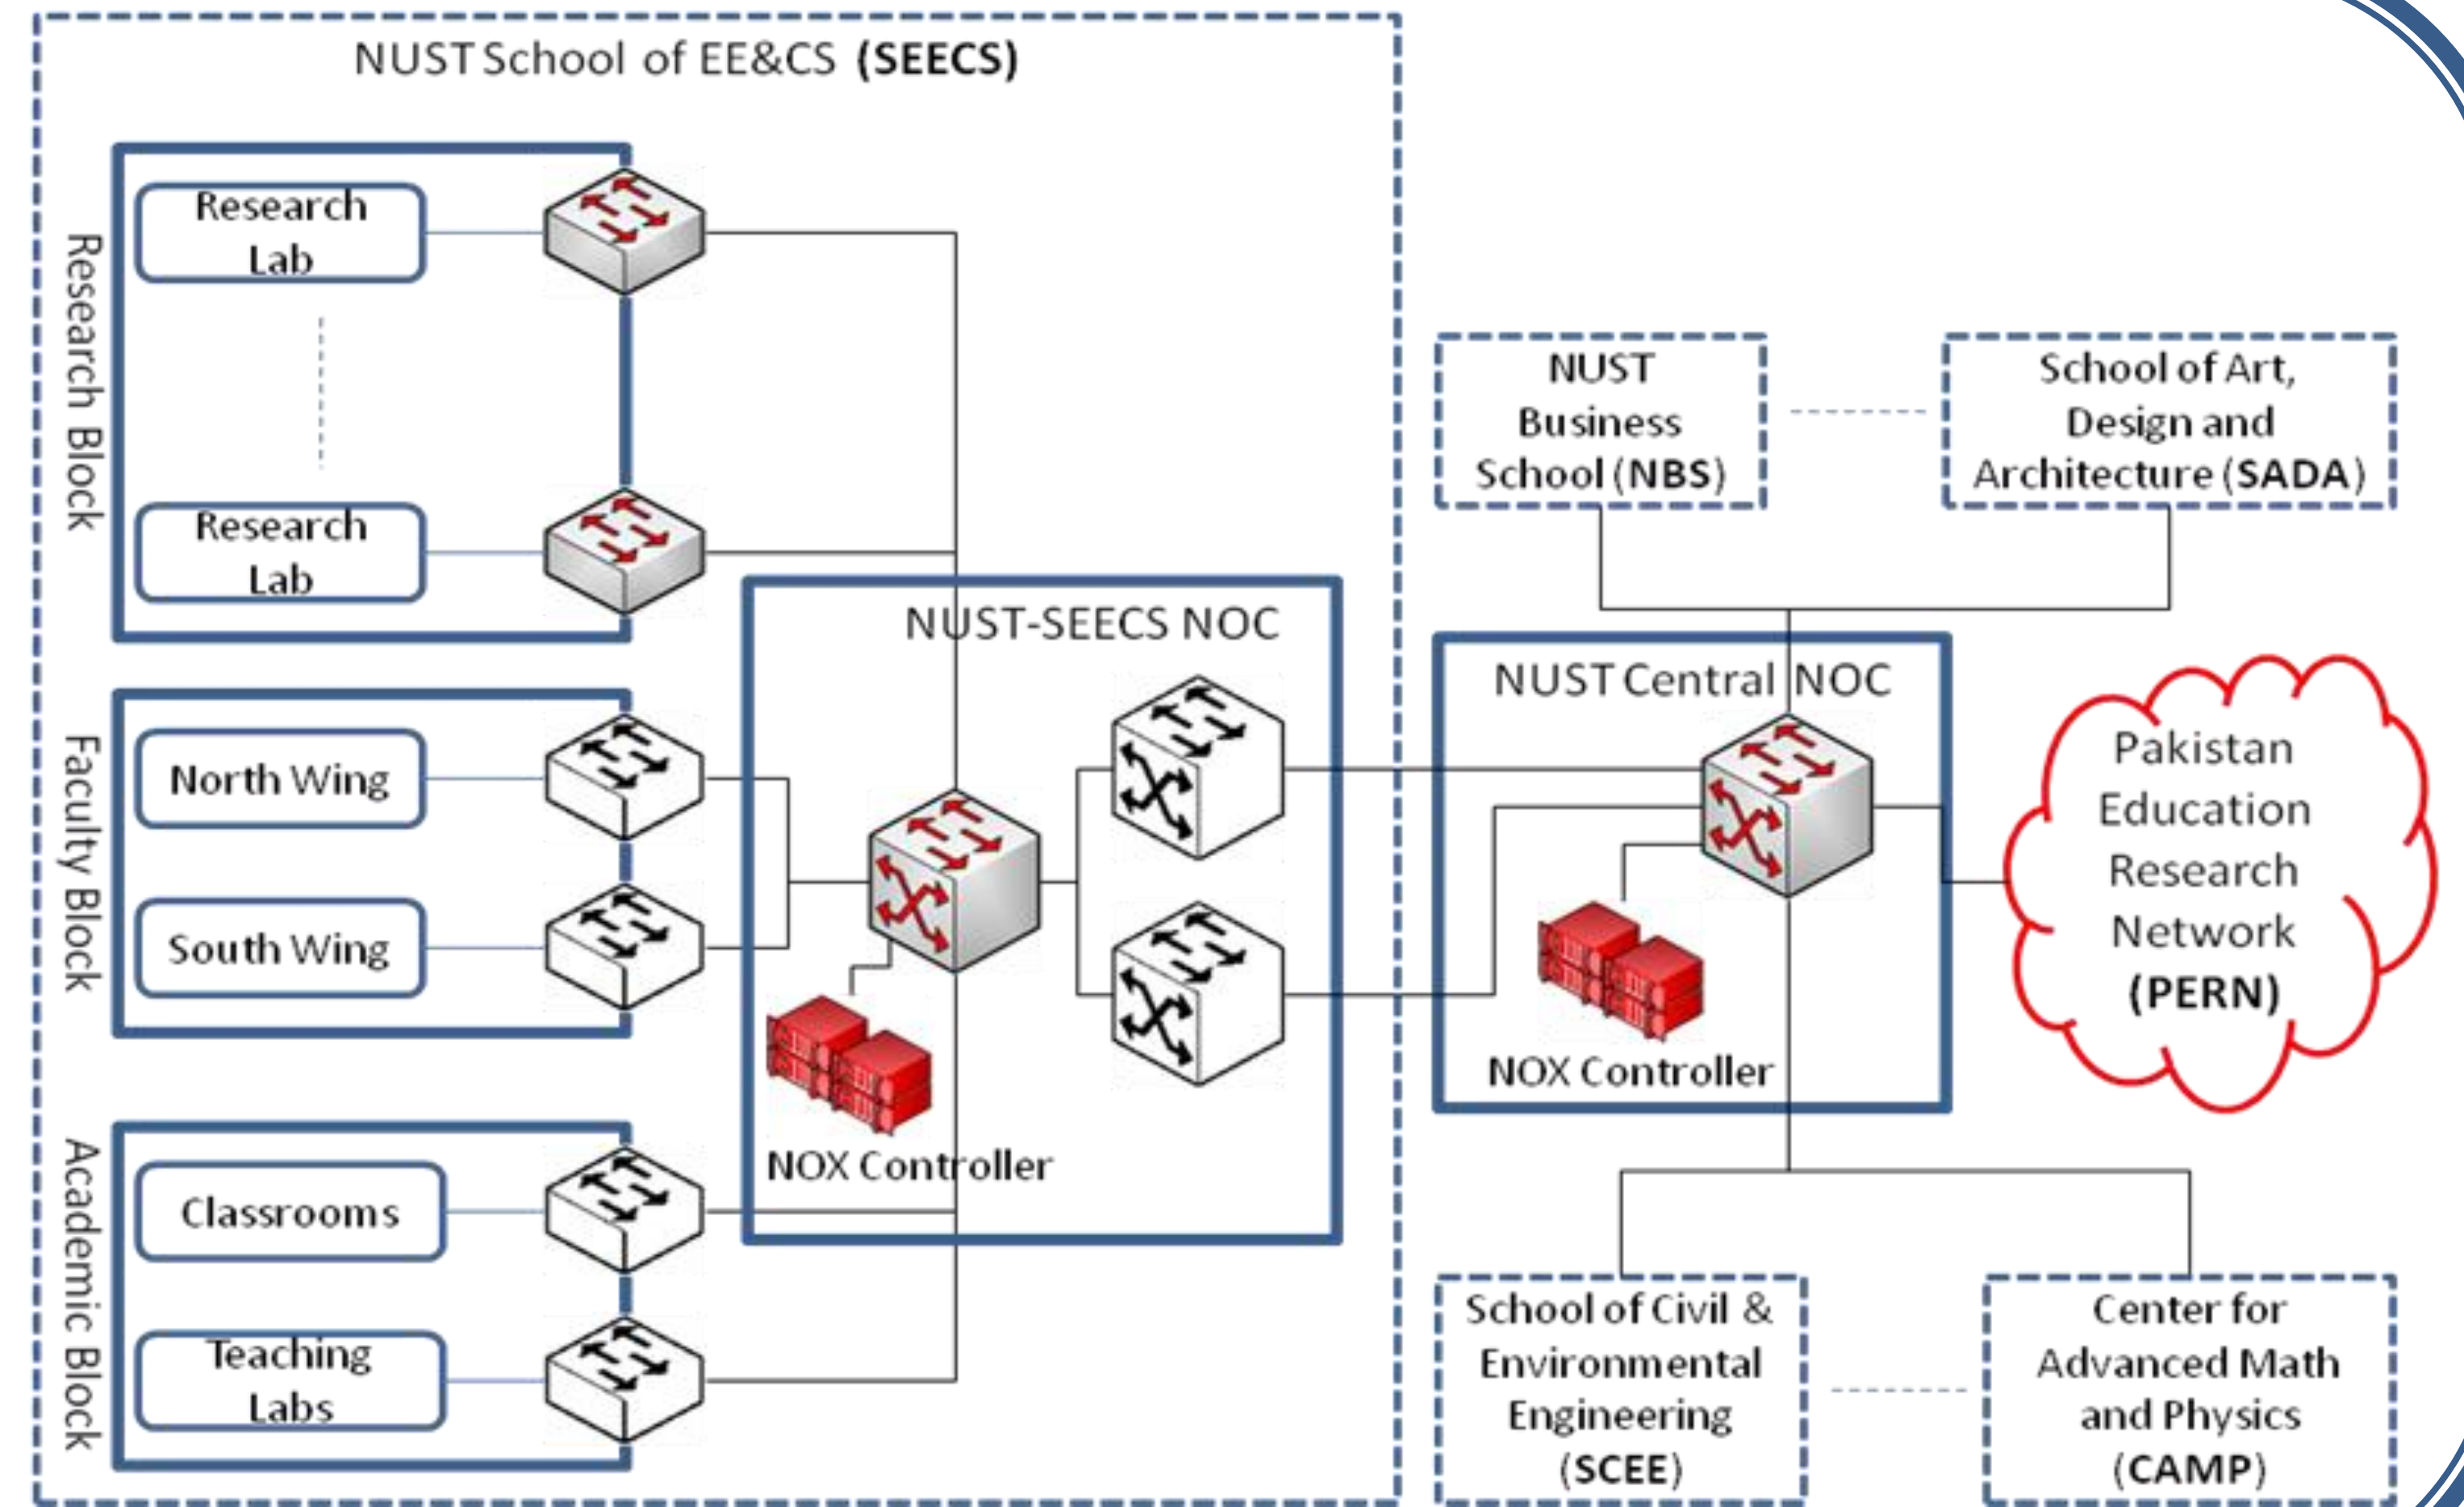 NUST School of EE&CS (SEECS)
Research Block
Research
Lab
Research
Lab
Faculty Block
North Wing
South Wing
Academic Block
Classrooms
Teaching
Labs
NUST-SEECS NOC
NOX Controller
NUST
Business
School (NBS)
School of Art,
Design and
Architecture (SADA)
NUST Central NOC
NOX Controller
Pakistan
Education
Research
Network
(PERN)
School of Civil &
Environmental
Engineering
(SCEE)
Center for
Advanced Math
and Physics
(CAMP)